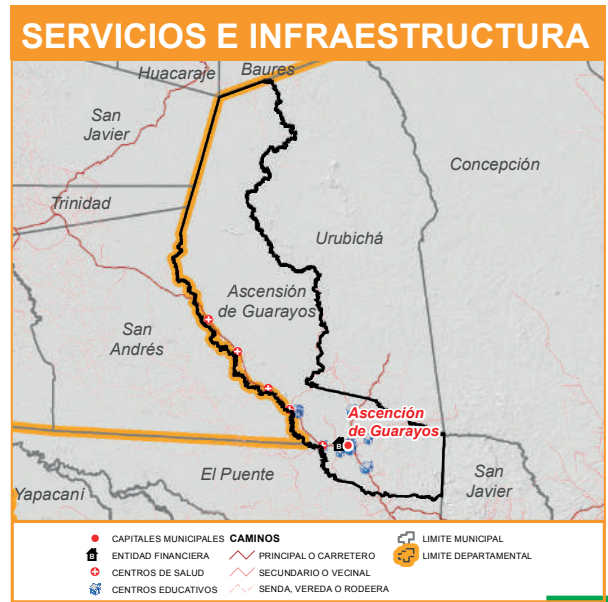 SERVICIOS E INFRAESTRUCTURA
Huacaraje
Baures
San
Javier
Concepción
Trinidad
Urubichá
Ascensión
de Guarayos
San
Andrés
Ascención
de Guarayos
B
El Puente
San
Javier
Yapacaní
CAPITALES MUNICIPALES
B ENTIDAD FINANCIERA
CENTROS DE SALUD
CENTROS EDUCATIVOS
CAMINOS
PRINCIPAL O CARRETERO
SECUNDARIO O VECINAL
SENDA, VEREDA O RODEERA
LIMITE MUNICIPAL
LIMITE DEPARTAMENTAL